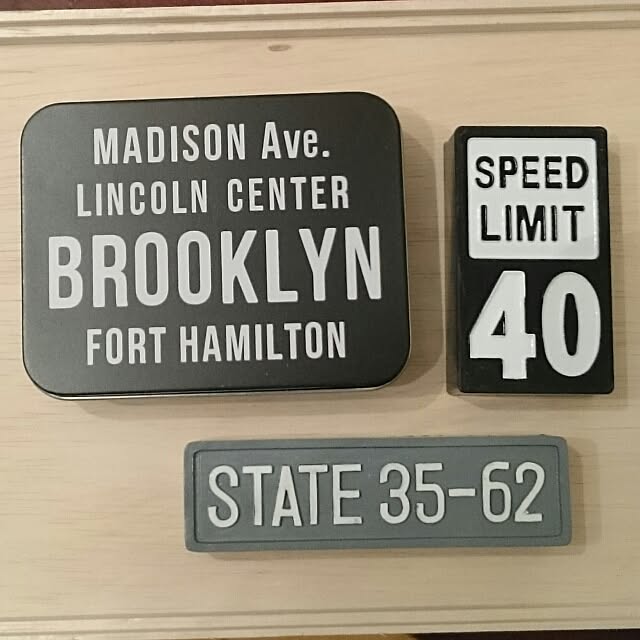 MADISON Ave.
LINCOLN CENTER
BROOKLYN
FORT HAMILTON
SPEED
LIMIT
40
STATE 35-62